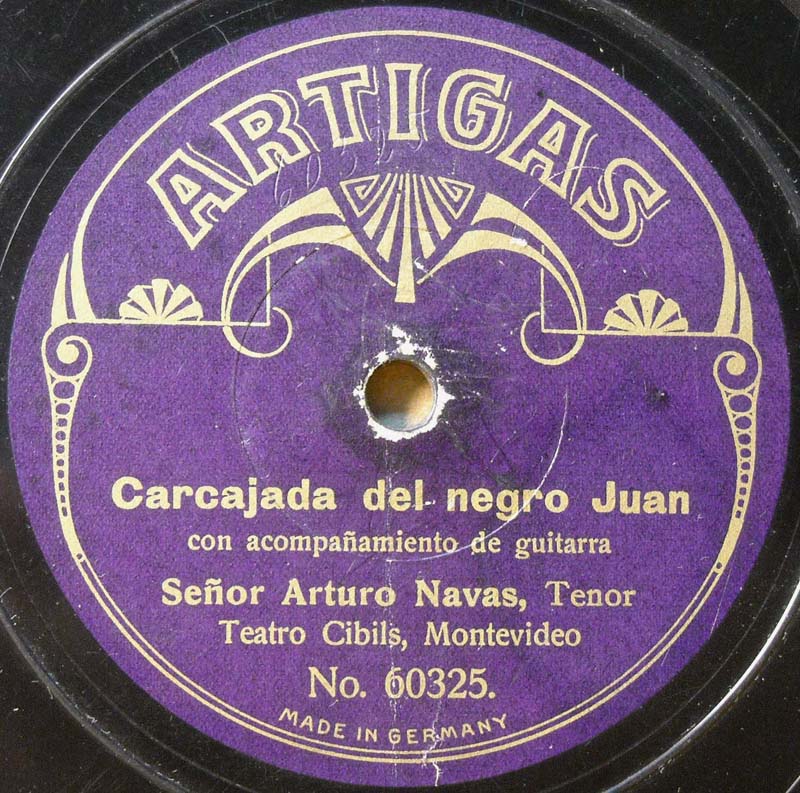 ARTIGAS
Carcajada del negro Juan
con acompañamiento de guitarra
Señor Arturo Navas, Tenor
Teatro Cibils, Montevideo
No. 60325.
MADE IN GERMANY